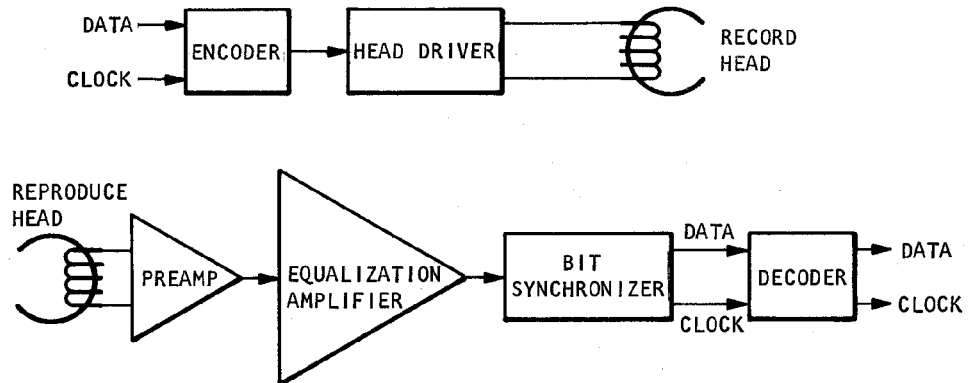 DATA
CLOCK
ENCODER
HEAD DRIVER
RECORD
HEAD
REPRODUCE
HEAD
PREAMP
EQUALIZATION
AMPLIFIER
BIT
SYNCHRONIZER
DATA
CLOCK
DECODER
DATA
CLOCK